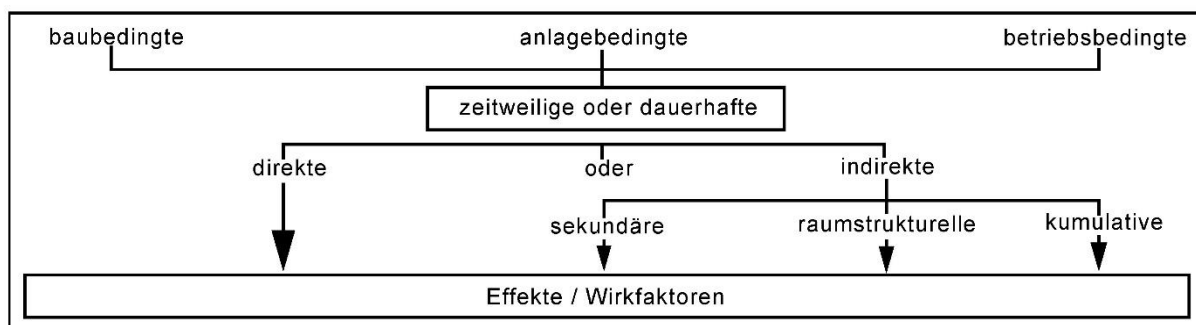 baubedingte anlagebedingte betriebsbedingte
zeitweilige oder dauerhafte
direkte oder indirekte
sekundäre raumstrukturelle kumulative
Effekte / Wirkfaktoren